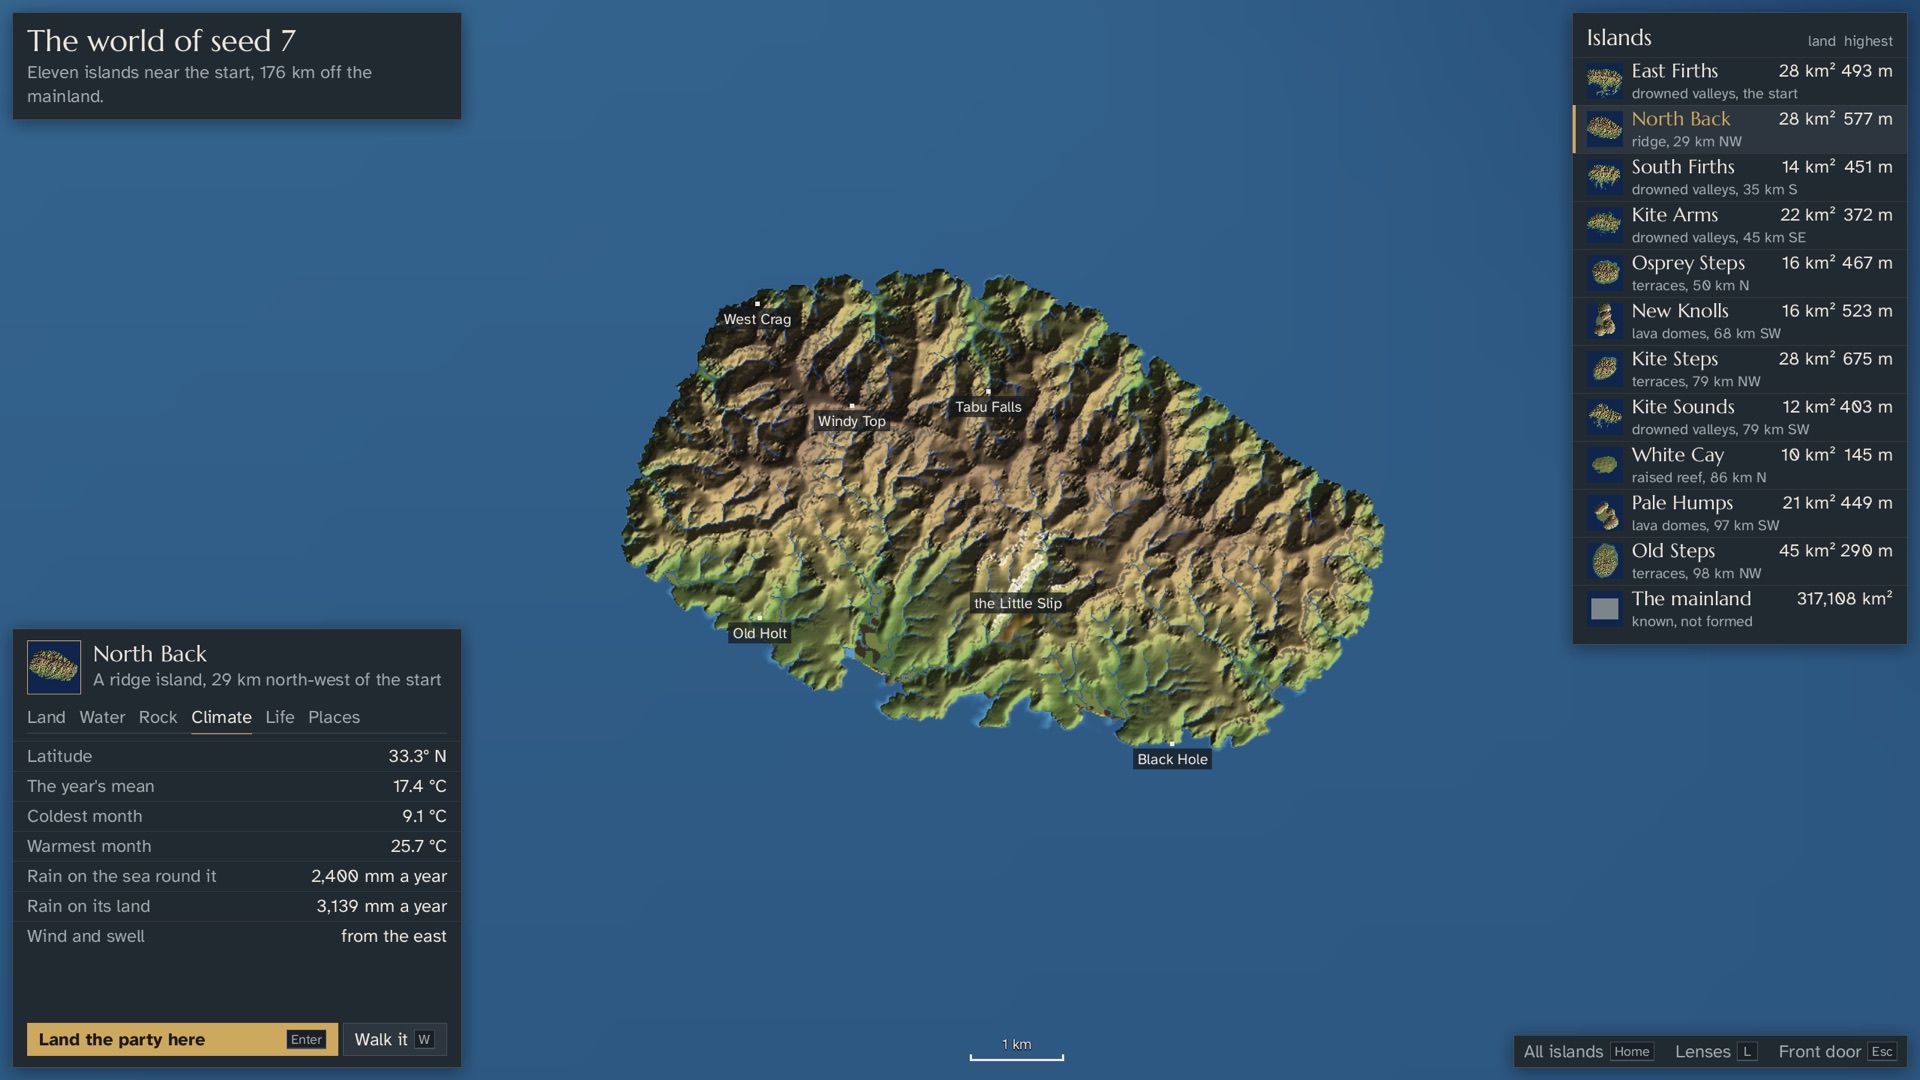 The world of seed 7
Eleven islands near the start, 176 km off the
mainland.
Islands land highest
East Firths 28 km² 493 m
drowned valleys, the start
North Back 28 km² 577 m
ridge, 29 km NW
South Firths 14 km² 451 m
drowned valleys, 35 km S
Kite Arms 22 km² 372 m
drowned valleys, 45 km SE
Osprey Steps 16 km² 467 m
terraces, 50 km N
New Knolls 16 km² 523 m
lava domes, 68 km SW
Kite Steps 28 km² 675 m
terraces, 79 km NW
Kite Sounds 12 km² 403 m
drowned valleys, 79 km SW
White Cay 10 km² 145 m
raised reef, 86 km N
Pale Humps 21 km² 449 m
lava domes, 97 km SW
Old Steps 45 km² 290 m
terraces, 98 km NW
The mainland 317,108 km²
known, not formed
West Crag
Tabu Falls
Windy Top
the Little Slip
Old Holt
Black Hole
North Back
A ridge island, 29 km north-west of the start
Land Water Rock Climate Life Places
Latitude 33.3° N
The year's mean 17.4 °C
Coldest month 9.1 °C
Warmest month 25.7 °C
Rain on the sea round it 2,400 mm a year
Rain on its land 3,139 mm a year
Wind and swell from the east
Land the party here Enter Walk it W
1 km
All islands Home Lenses L Front door Esc